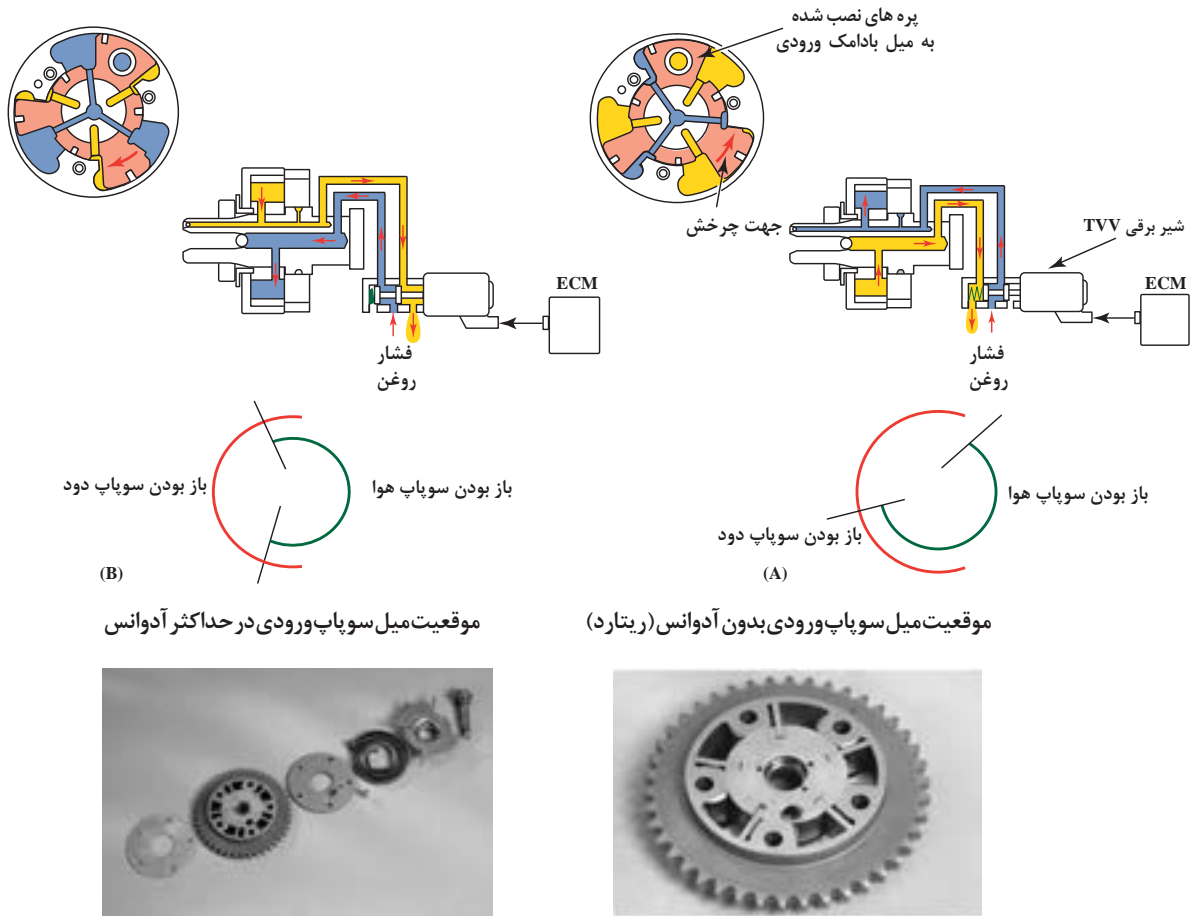 پره های نصب شده
به میل بادامک ورودی
جهت چرخش
شیر برقی TVV
ECM
فشار
روغن
باز بودن سوپاپ هوا
باز بودن سوپاپ دود
(A)
موقعیت میل سوپاپ ورودی بدون آدوانس (ریتارد)
ECM
فشار
روغن
باز بودن سوپاپ هوا
باز بودن سوپاپ دود
(B)
موقعیت میل سوپاپ ورودی در حداکثر آدوانس